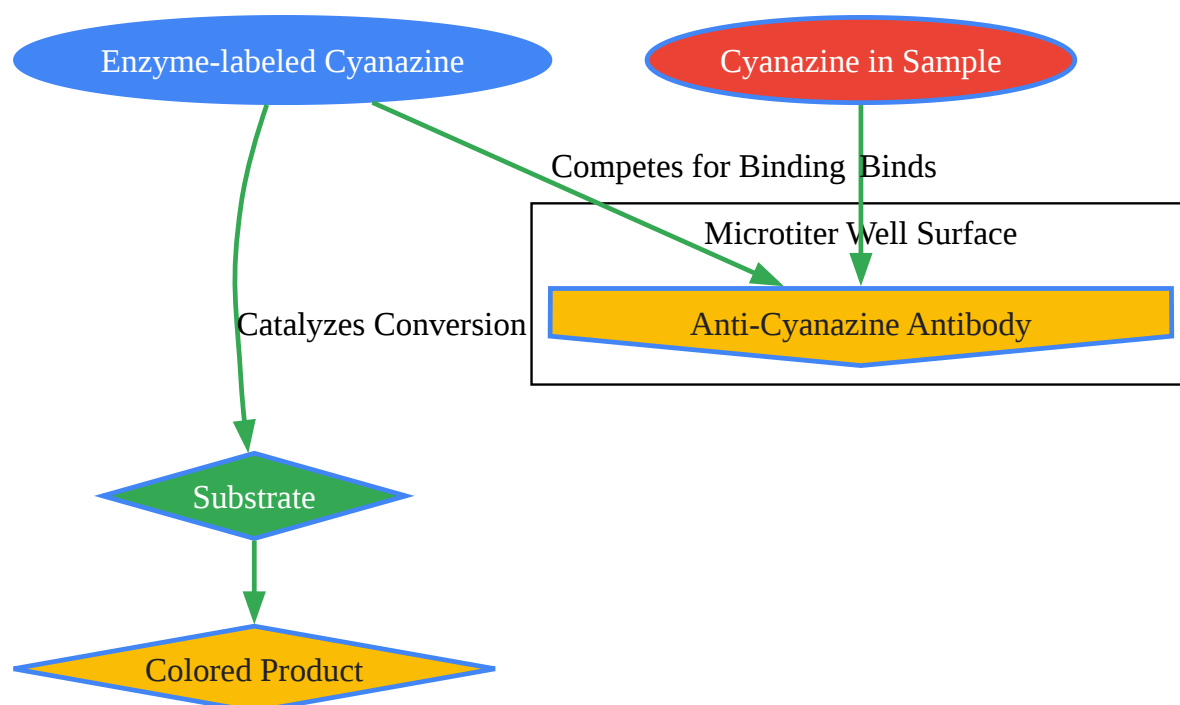 Enzyme-labeled Cyanazine
Cyanazine in Sample
Competes for Binding
Binds
Microtiter Well Surface
Anti-Cyanazine Antibody
Catalyzes Conversion
Substrate
Colored Product